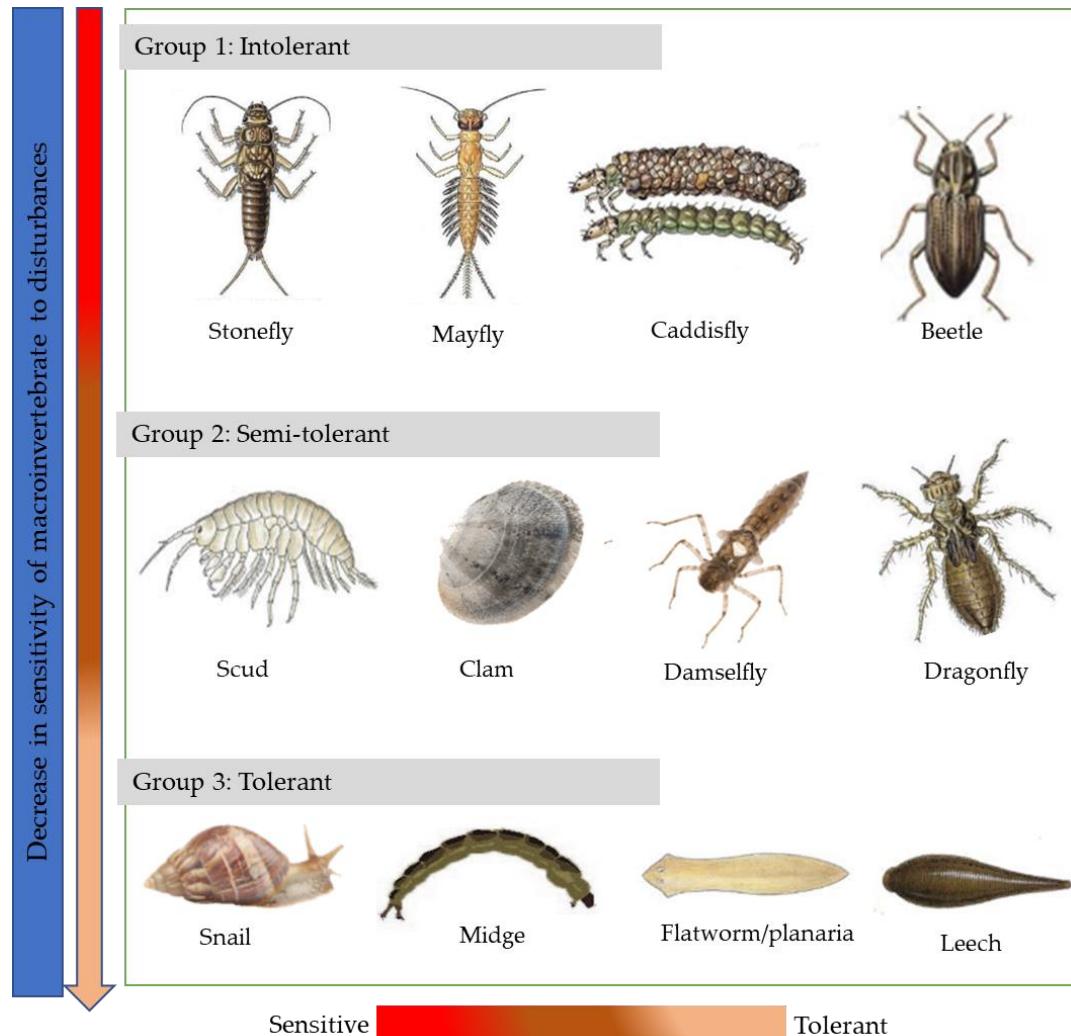 Decrease in sensitivity of macroinvertebrate to disturbances
Group 1: Intolerant
Stonefly
Mayfly
Caddisfly
Beetle
Group 2: Semi-tolerant
Scud
Clam
Damselfly
Dragonfly
Group 3: Tolerant
Snail
Midge
Flatworm/planaria
Leech
Sensitive
Tolerant